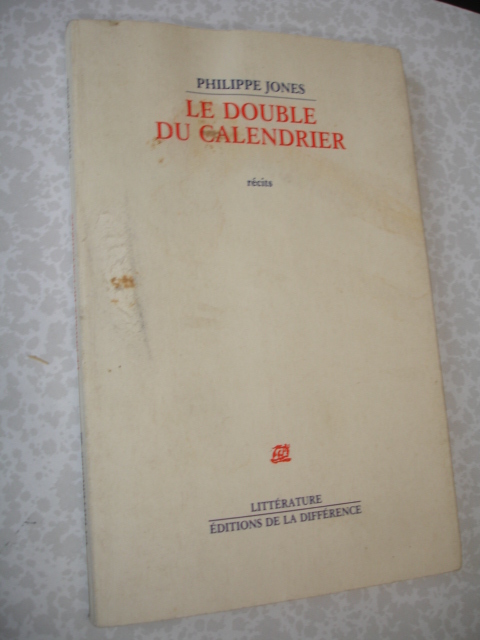 PHILIPPE JONES
LE DOUBLE
DU CALENDRIER
récits
LITTÉRATURE
ÉDITIONS DE LA DIFFÉRENCE